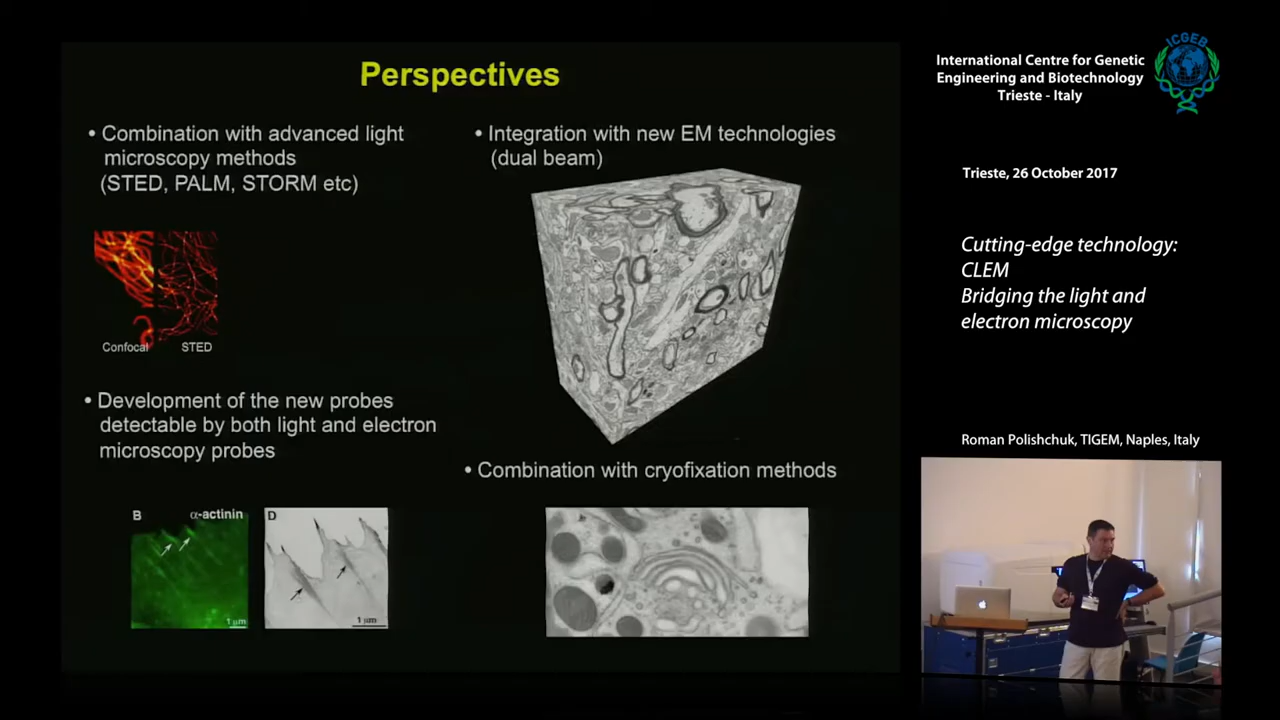 Perspectives
• Combination with advanced light
microscopy methods
(STED, PALM, STORM etc)
Confocal
STED
• Development of the new probes
detectable by both light and electron
microscopy probes
B
α-actinin
1 μm
D
1 μm
• Integration with new EM technologies
(dual beam)
• Combination with cryofixation methods
International Centre for Genetic
Engineering and Biotechnology
Trieste - Italy
ICGEB
Trieste, 26 October 2017
Cutting-edge technology:
CLEM
Bridging the light and
electron microscopy
Roman Polishchuk, TIGEM, Naples, Italy